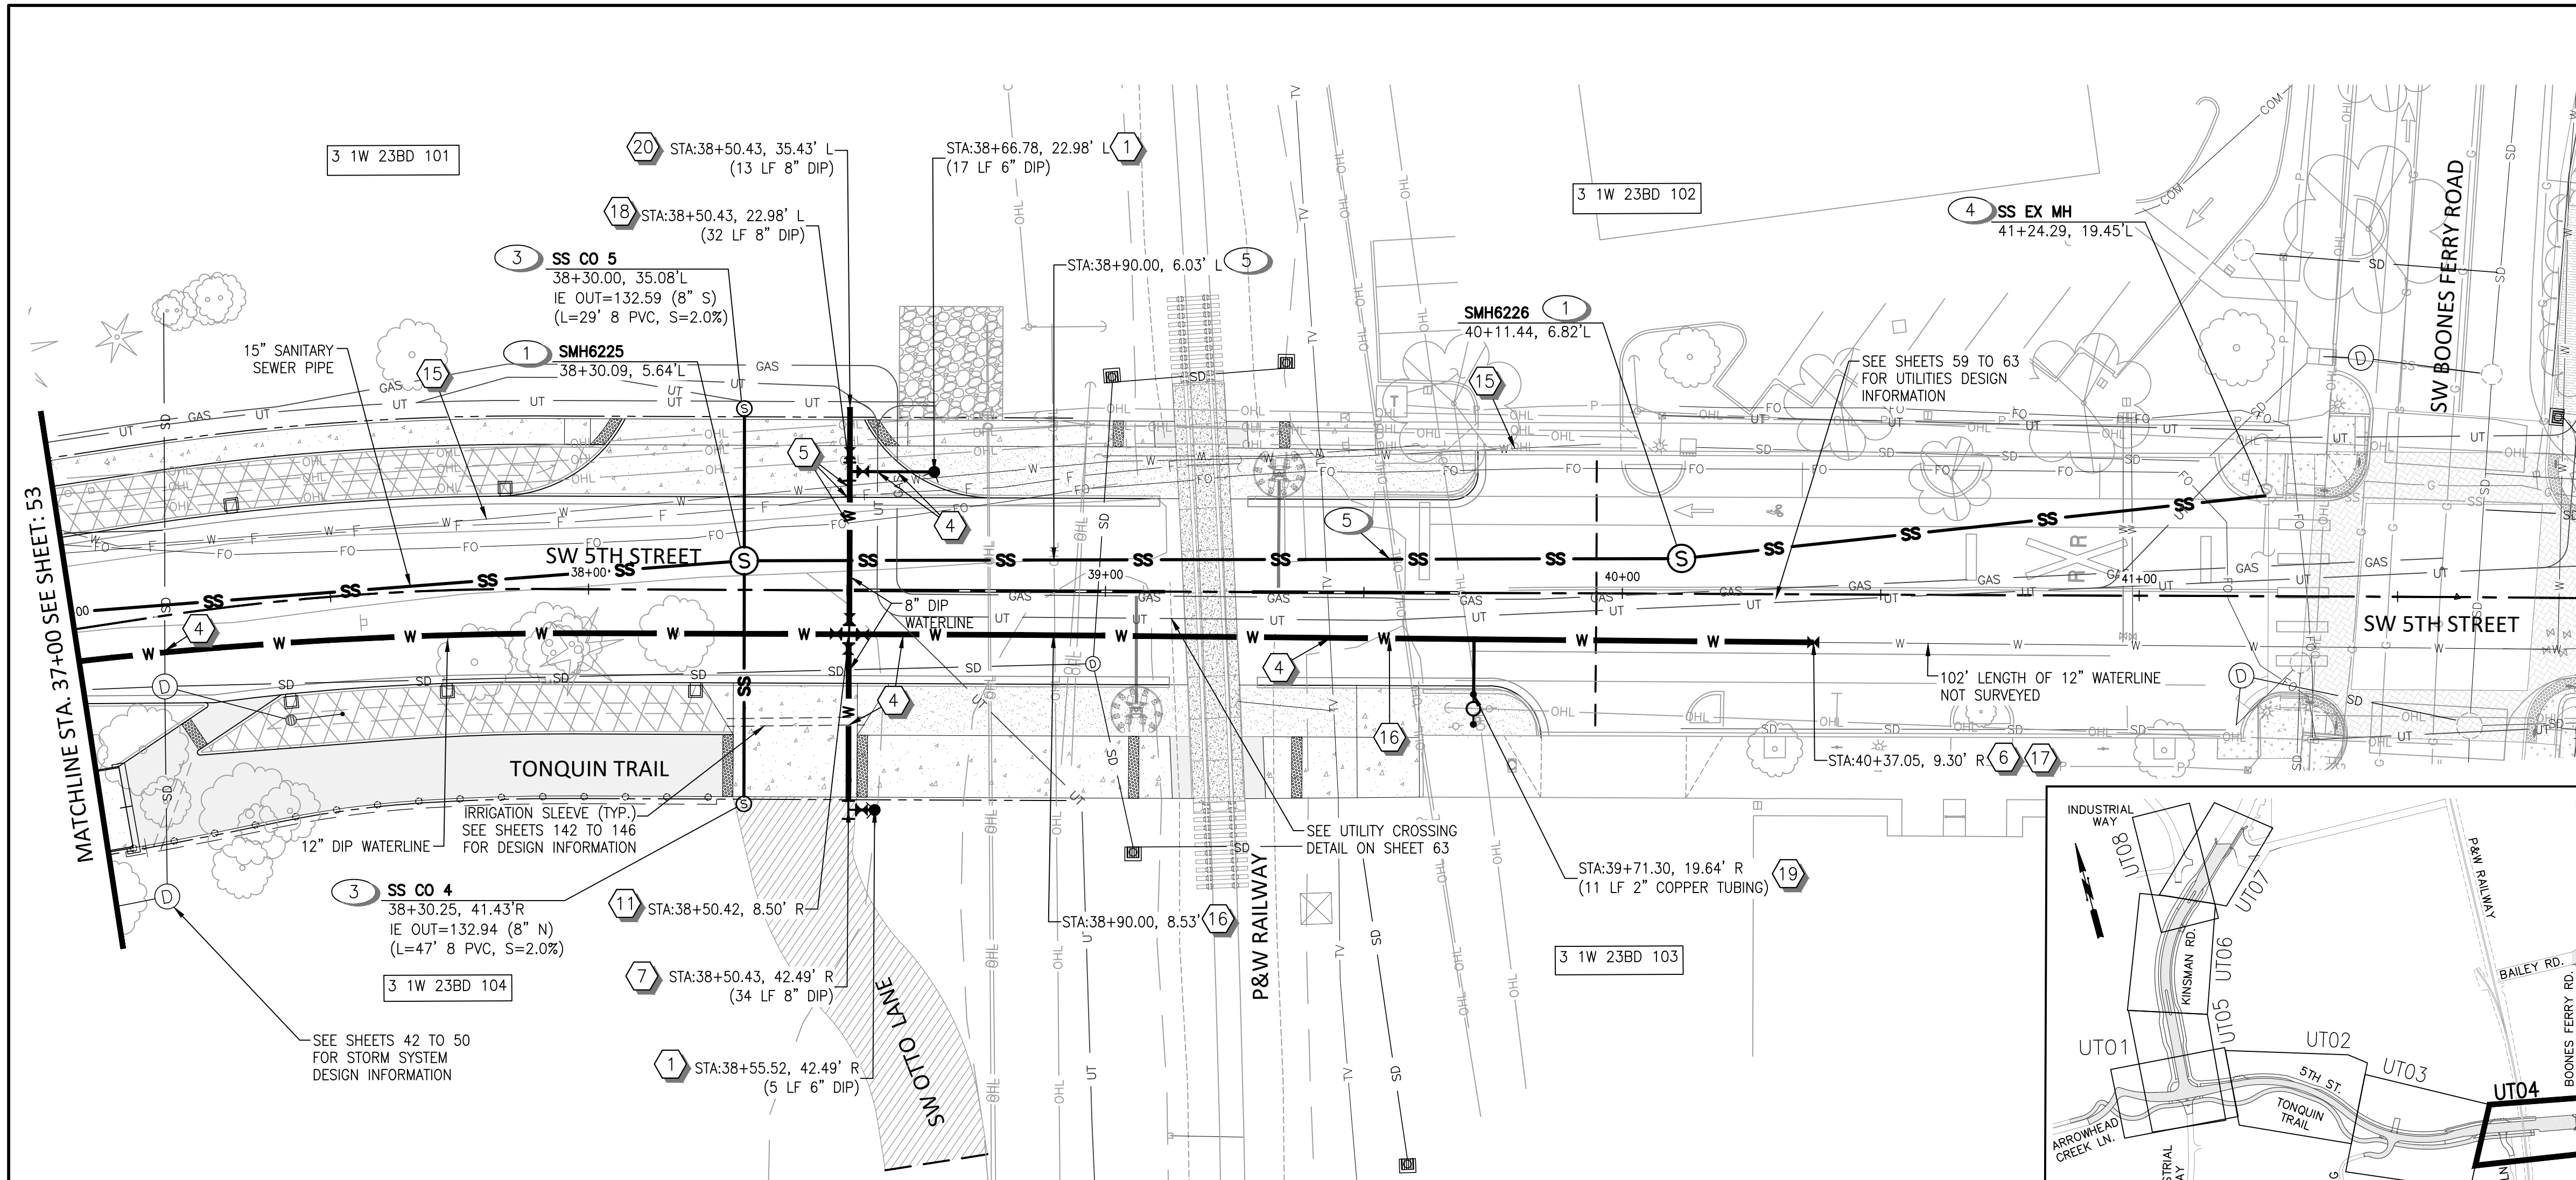 3 1W 23BD 101
20 STA:38+50.43, 35.43' L
(13 LF 8" DIP)
STA:38+66.78, 22.98' L 1
(17 LF 6" DIP)
18 STA:38+50.43, 22.98' L
(32 LF 8" DIP)
3 SS CO 5
38+30.00, 35.08'L
IE OUT=132.59 (8" S)
(L=29' 8 PVC, S=2.0%)
STA:38+90.00, 6.03' L 5
3 1W 23BD 102
4 SS EX MH
41+24.29, 19.45'L
SW BOONES FERRY ROAD
SMH6226 1
40+11.44, 6.82'L
15" SANITARY
SEWER PIPE
15
1 SMH6225
38+30.09, 5.64'L
15
SEE SHEETS 59 TO 63
FOR UTILITIES DESIGN
INFORMATION
5
4
5
SW 5TH STREET
38+00
39+00
40+00
41+00
MATCHLINE STA. 37+00 SEE SHEET: 53
4
8" DIP
WATERLINE
SW 5TH STREET
4
4
16
102' LENGTH OF 12" WATERLINE
NOT SURVEYED
STA:40+37.05, 9.30' R 6 17
TONQUIN TRAIL
IRRIGATION SLEEVE (TYP.)
SEE SHEETS 142 TO 146
FOR DESIGN INFORMATION
12" DIP WATERLINE
SEE UTILITY CROSSING
DETAIL ON SHEET 63
STA:39+71.30, 19.64' R
(11 LF 2" COPPER TUBING) 19
3 SS CO 4
38+30.25, 41.43'R
IE OUT=132.94 (8" N)
(L=47' 8 PVC, S=2.0%)
11 STA:38+50.42, 8.50' R
STA:38+90.00, 8.53' 16
P&W RAILWAY
3 1W 23BD 103
3 1W 23BD 104
7 STA:38+50.43, 42.49' R
(34 LF 8" DIP)
SW OTTO LANE
SEE SHEETS 42 TO 50
FOR STORM SYSTEM
DESIGN INFORMATION
1 STA:38+55.52, 42.49' R
(5 LF 6" DIP)
INDUSTRIAL
WAY
UT08
UT07
P&W RAILWAY
KINSMAN RD.
UT06
UT05
BAILEY RD.
BOONES FERRY RD.
UT01
UT02
UT03
UT04
5TH ST.
TONQUIN
TRAIL
ARROWHEAD
CREEK LN.